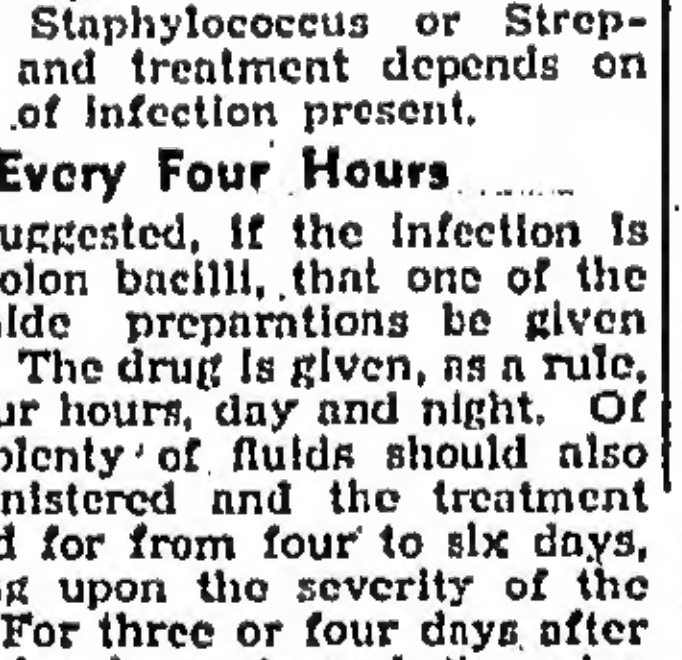 Staphylococcus or Strep-
and treatment depends on
of infection present.
Every Four Hours
uggested, if the infection is
olon bacilli, that one of the
ide preparations be given
The drug is given, as a rule,
ur hours, day and night. Of
plenty of fluids should also
nistered and the treatment
d for from four to six days,
g upon the severity of the
For three or four days after